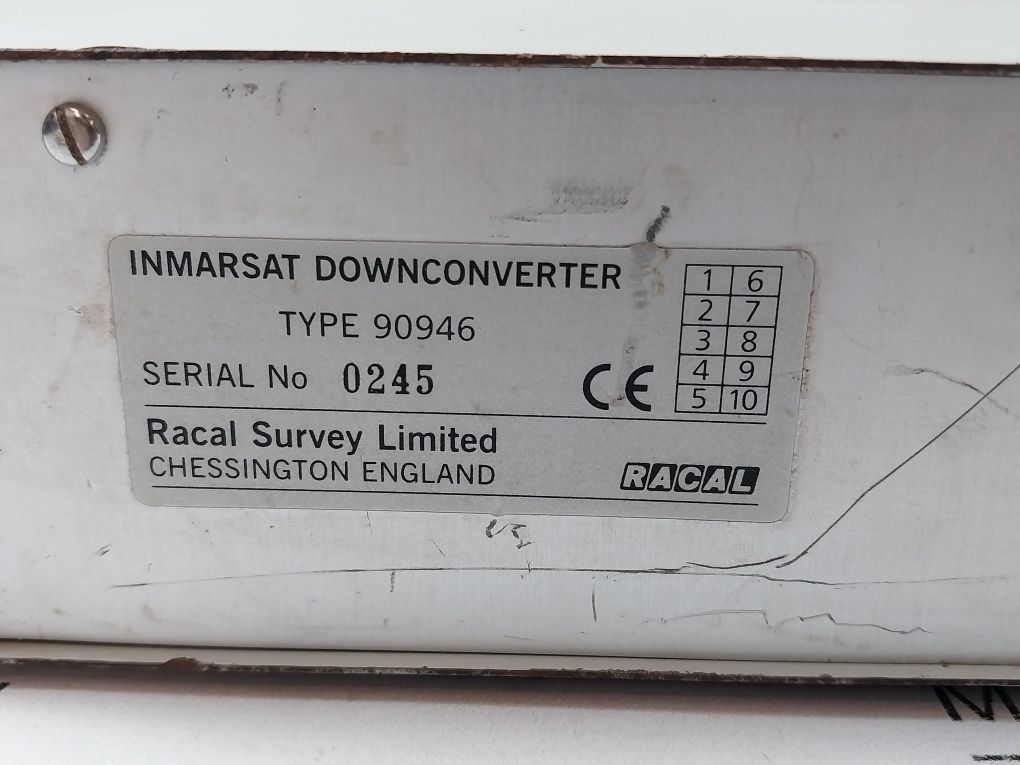 INMARSAT DOWNCONVERTER
TYPE 90946
SERIAL No 0245
CE
1 6
2 7
3 8
4 9
5 10
Racal Survey Limited
CHESSINGTON ENGLAND
RACAL
M